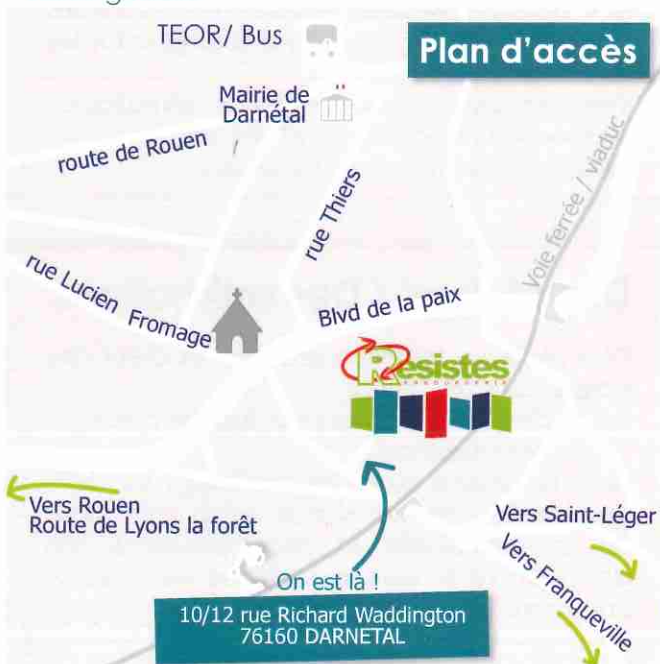 TEOR/ Bus
Plan d'accès
Mairie de
Darnétal
route de Rouen
rue Thiers
Voie ferrée / viaduc
rue Lucien Fromage
Blvd de la paix
Resistes
Vers Rouen
Route de Lyons la forêt
Vers Saint-Léger
Vers Franqueville
On est là !
10/12 rue Richard Waddington
76160 DARNETAL